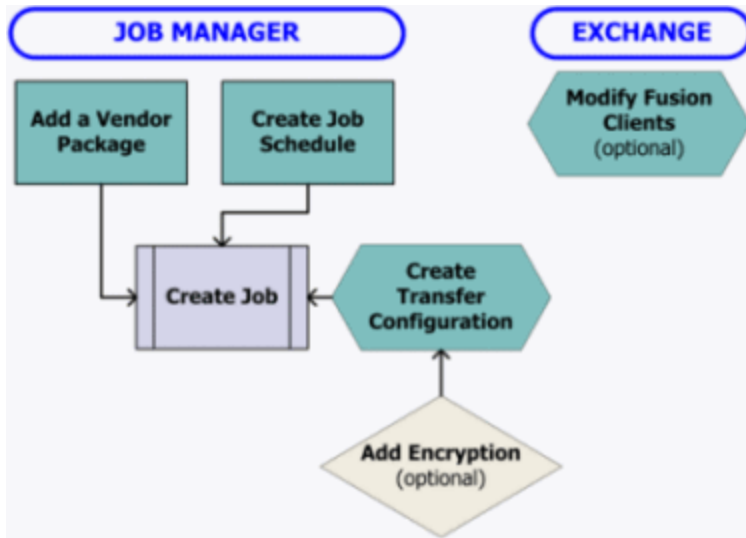 JOB MANAGER
EXCHANGE
Add a Vendor
Package
Create Job
Schedule
Modify Fusion
Clients
(optional)
Create Job
Create
Transfer
Configuration
Add Encryption
(optional)